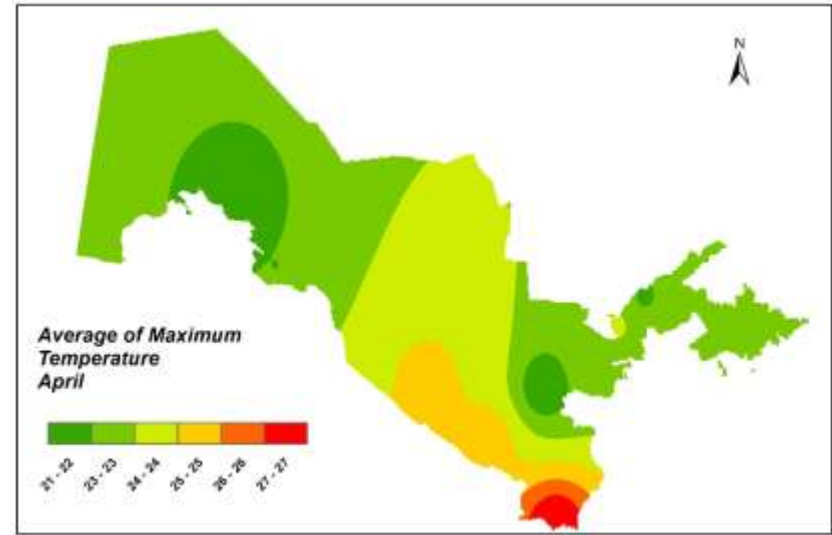 N
Average of Maximum
Temperature
April
21 - 22
23 - 23
24 - 24
25 - 25
26 - 26
27 - 27